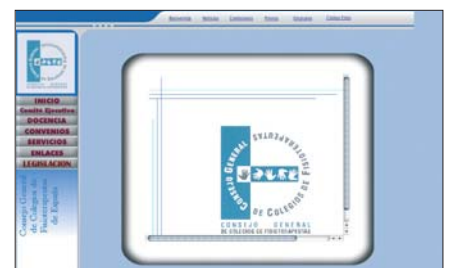 INICIO
Comité Ejecutivo
DOCENCIA
CONVENIOS
SERVICIOS
ENLACES
LEGISLACION
Consejo General
de Colegios de
Fisioterapeutas
de España
CONSEJO GENERAL
DE COLEGIOS DE FISIOTERAPEUTAS
CONSEJO GENERAL
DE COLEGIOS DE FISIOTERAPEUTAS